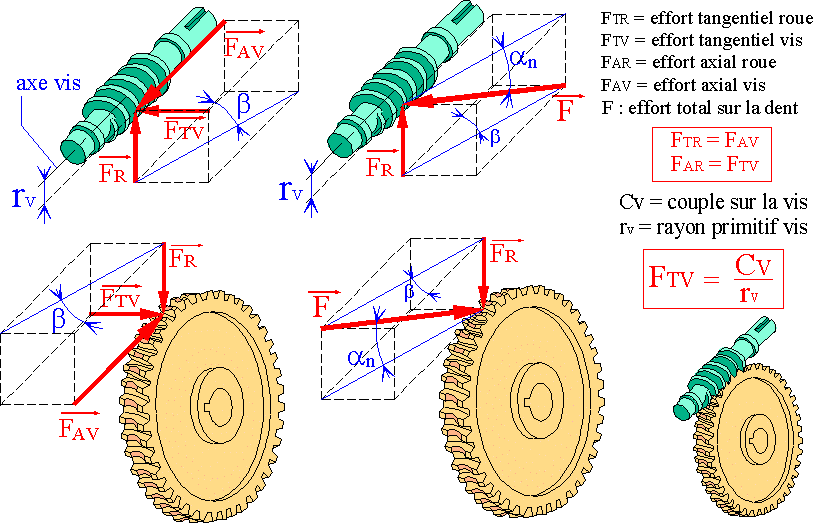 FAV
axe vis
β
FTV
FR
rv
αn
F
β
FR
rv
FTR = effort tangentiel roue
FTV = effort tangentiel vis
FAR = effort axial roue
FAV = effort axial vis
F : effort total sur la dent
FTR = FAV
FAR = FTV
Cv = couple sur la vis
rv = rayon primitif vis
FTV = Cv / rv
FR
FTV
β
FAV
FR
β
F
αn